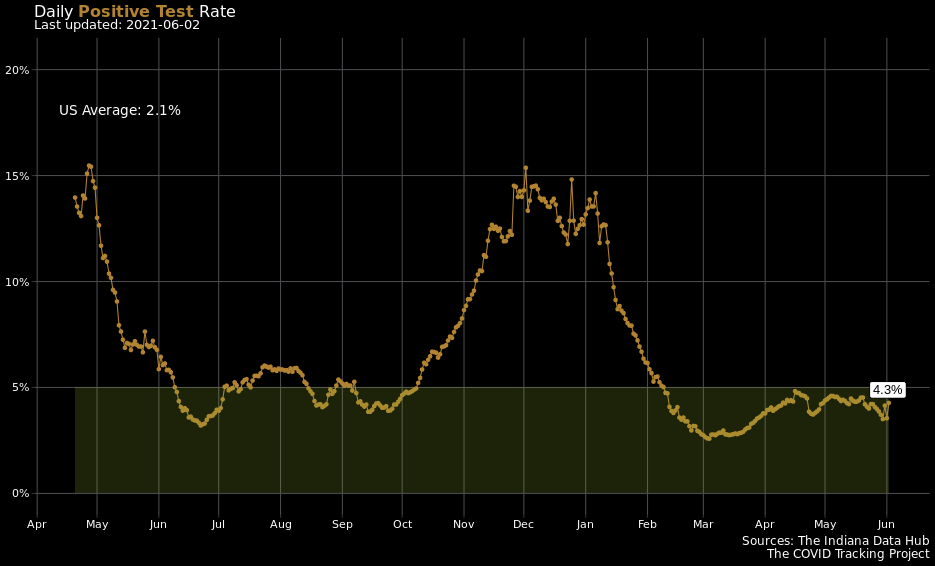 Daily Positive Test Rate
Last updated: 2021-06-02
20%
US Average: 2.1%
15%
10%
5%
4.3%
0%
Apr May Jun Jul Aug Sep Oct Nov Dec Jan Feb Mar Apr May Jun
Sources: The Indiana Data Hub
The COVID Tracking Project